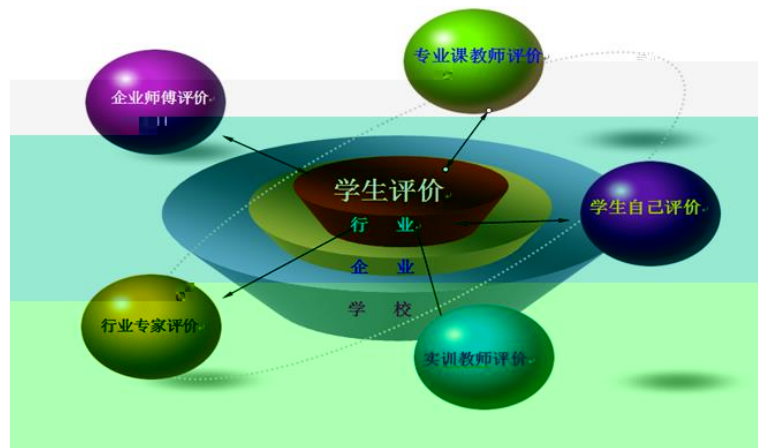 专业课教师评价
企业师傅评价
学生评价
学生自己评价
行 业
企 业
学 校
行业专家评价
实训教师评价